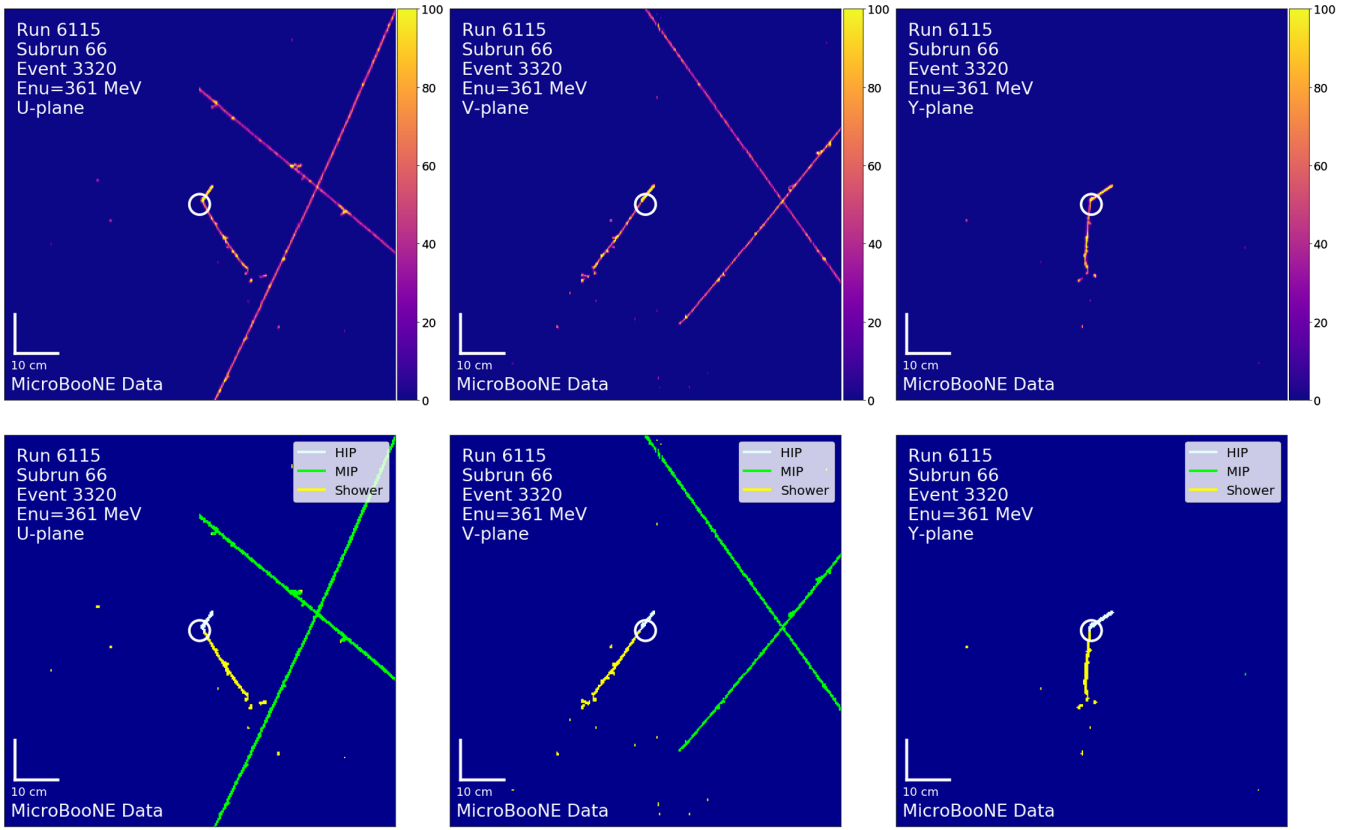 Run 6115
Subrun 66
Event 3320
Enu=361 MeV
U-plane
10 cm
MicroBooNE Data
100
80
60
40
20
0
Run 6115
Subrun 66
Event 3320
Enu=361 MeV
V-plane
10 cm
MicroBooNE Data
100
80
60
40
20
0
Run 6115
Subrun 66
Event 3320
Enu=361 MeV
Y-plane
10 cm
MicroBooNE Data
100
80
60
40
20
0
Run 6115
Subrun 66
Event 3320
Enu=361 MeV
U-plane
HIP
MIP
Shower
10 cm
MicroBooNE Data
Run 6115
Subrun 66
Event 3320
Enu=361 MeV
V-plane
HIP
MIP
Shower
10 cm
MicroBooNE Data
Run 6115
Subrun 66
Event 3320
Enu=361 MeV
Y-plane
HIP
MIP
Shower
10 cm
MicroBooNE Data